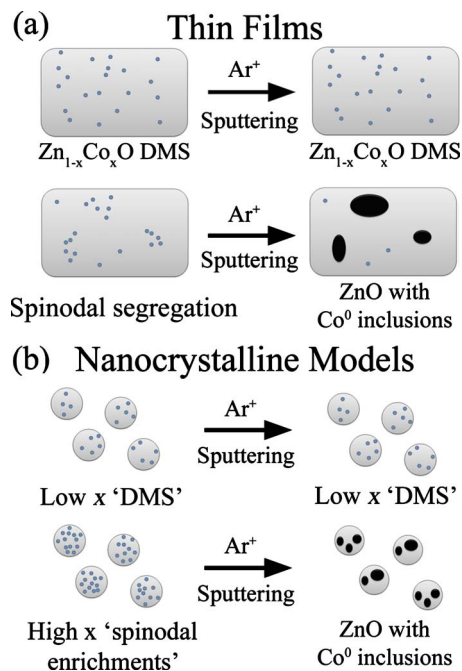 (a) Thin Films
Ar⁺
Sputtering
Zn₁₋ₓCoₓO DMS
Zn₁₋ₓCoₓO DMS
Ar⁺
Sputtering
Spinodal segregation
ZnO with
Co⁰ inclusions
(b) Nanocrystalline Models
Ar⁺
Sputtering
Low x ‘DMS’
Low x ‘DMS’
Ar⁺
Sputtering
High x ‘spinodal
enrichments’
ZnO with
Co⁰ inclusions